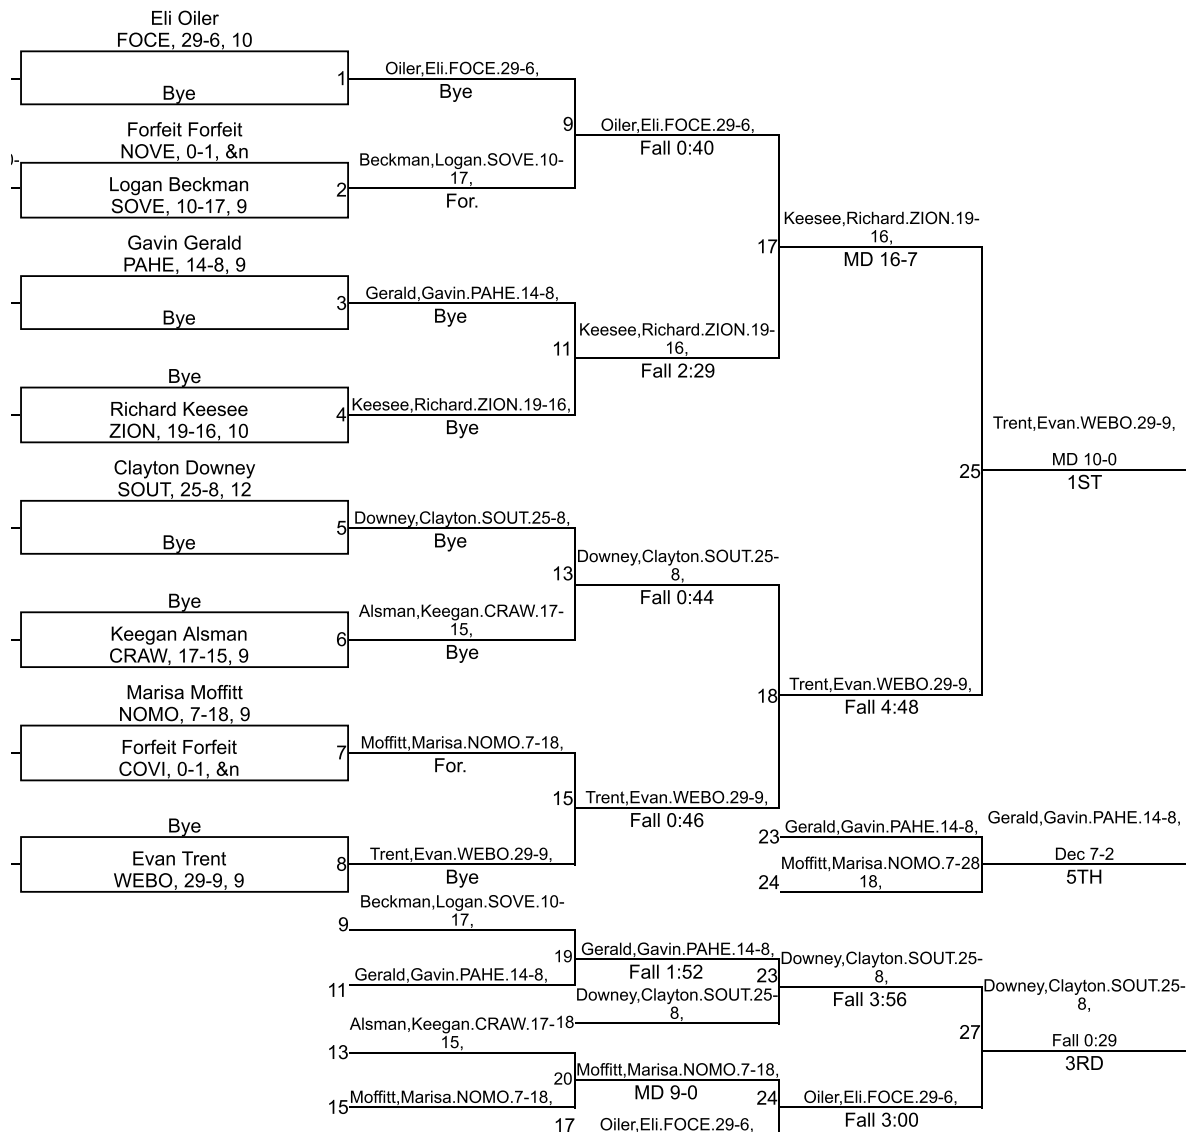 Eli Oiler
FOCE, 29-6, 10
Bye
1
Oiler,Eli.FOCE.29-6,
Bye
9
Oiler,Eli.FOCE.29-6,
Fall 0:40
Forfeit Forfeit
NOVE, 0-1, &n
Logan Beckman
SOVE, 10-17, 9
2
Beckman,Logan.SOVE.10-
17,
For.
17
Keesee,Richard.ZION.19-
16,
MD 16-7
Gavin Gerald
PAHE, 14-8, 9
Bye
3
Gerald,Gavin.PAHE.14-8,
Bye
11
Keesee,Richard.ZION.19-
16,
Fall 2:29
Bye
Richard Keesee
ZION, 19-16, 10
4
Keesee,Richard.ZION.19-16,
Bye
25
Trent,Evan.WEBO.29-9,
MD 10-0
1ST
Clayton Downey
SOUT, 25-8, 12
Bye
5
Downey,Clayton.SOUT.25-8,
Bye
13
Downey,Clayton.SOUT.25-
8,
Fall 0:44
Bye
Keegan Alsman
CRAW, 17-15, 9
6
Alsman,Keegan.CRAW.17-
15,
Bye
18
Trent,Evan.WEBO.29-9,
Fall 4:48
Marisa Moffitt
NOMO, 7-18, 9
Forfeit Forfeit
COVI, 0-1, &n
7
Moffitt,Marisa.NOMO.7-18,
For.
15
Trent,Evan.WEBO.29-9,
Fall 0:46
Bye
Evan Trent
WEBO, 29-9, 9
8
Trent,Evan.WEBO.29-9,
Bye
23
Gerald,Gavin.PAHE.14-8,
24
Moffitt,Marisa.NOMO.7-28
18,
Gerald,Gavin.PAHE.14-8,
Dec 7-2
5TH
9
Beckman,Logan.SOVE.10-
17,
11
Gerald,Gavin.PAHE.14-8,
19
Gerald,Gavin.PAHE.14-8,
Fall 1:52
18
Downey,Clayton.SOUT.25-
8,
23
Downey,Clayton.SOUT.25-
8,
Fall 3:56
13
Alsman,Keegan.CRAW.17-
15,
15
Moffitt,Marisa.NOMO.7-18,
20
Moffitt,Marisa.NOMO.7-18,
MD 9-0
17
Oiler,Eli.FOCE.29-6,
24
Oiler,Eli.FOCE.29-6,
Fall 3:00
27
Downey,Clayton.SOUT.25-
8,
Fall 0:29
3RD